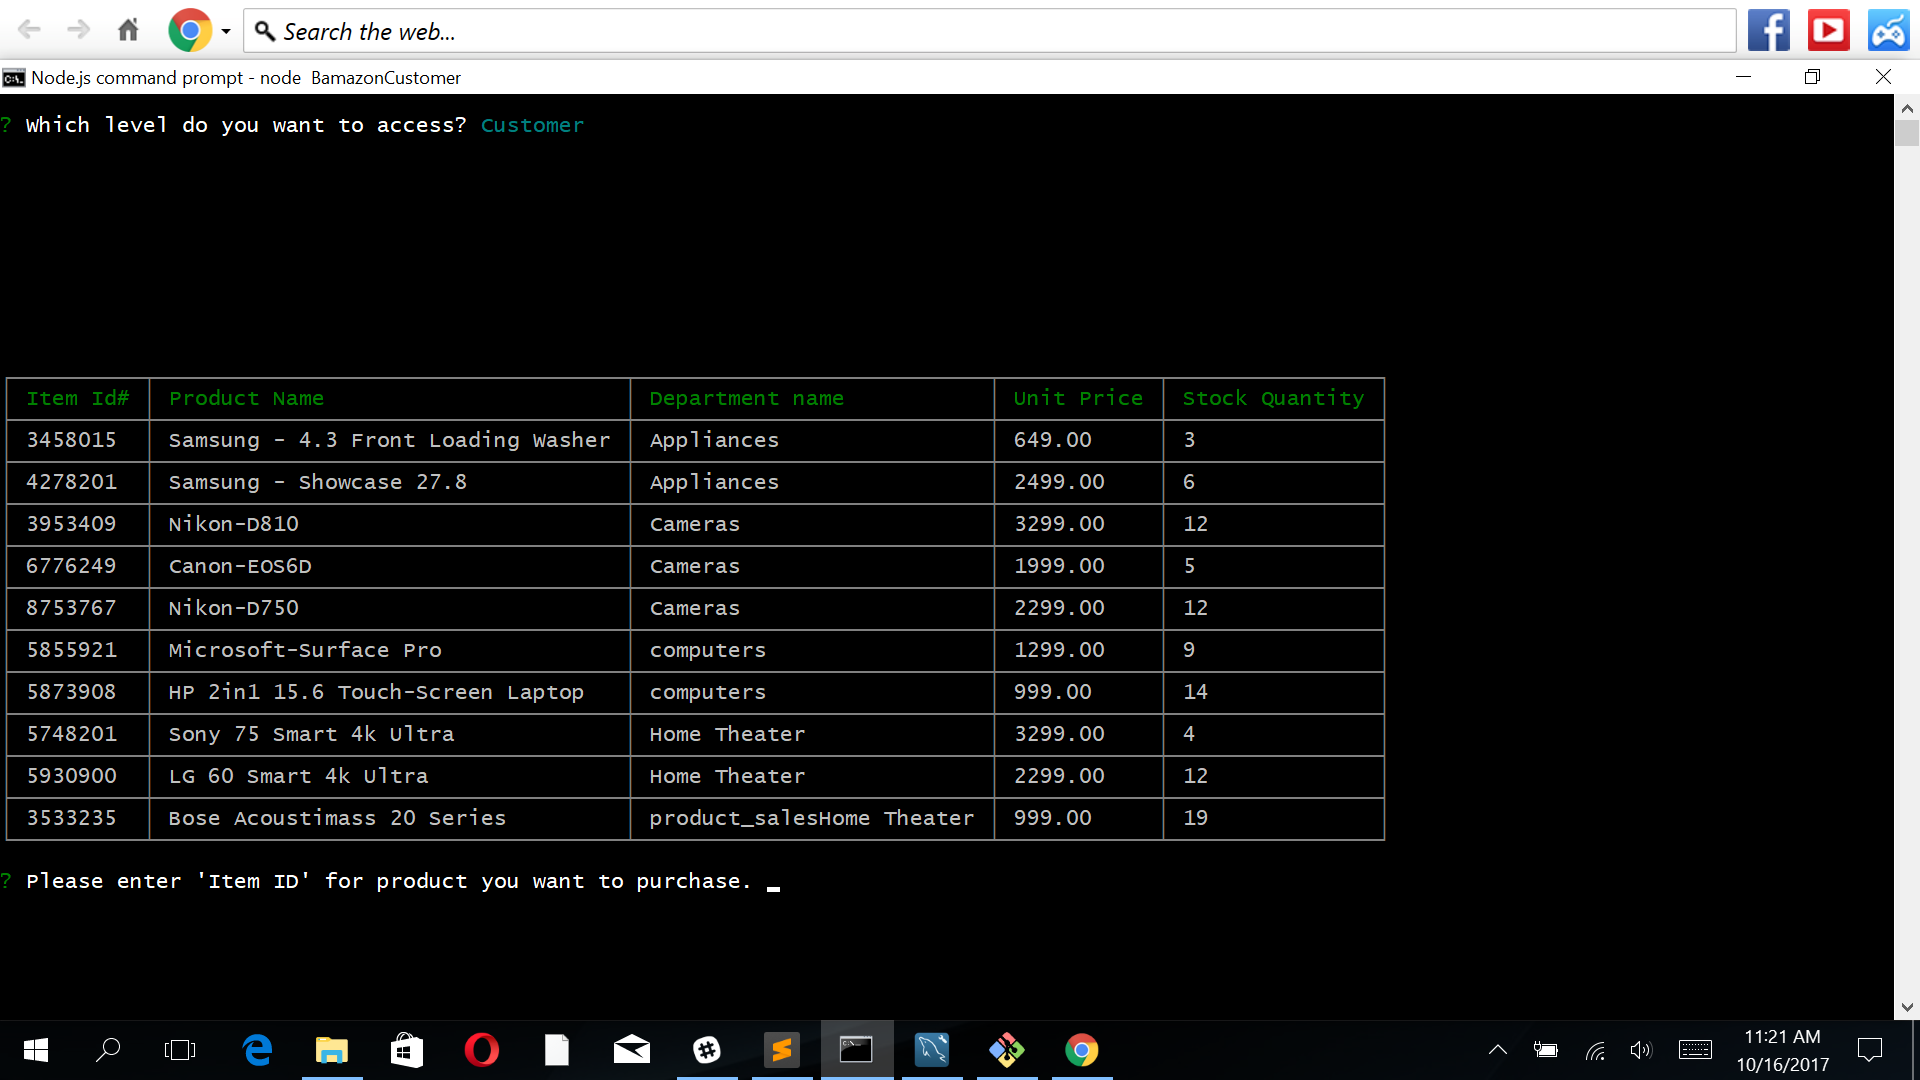 Search the web...
Node.js command prompt - node  BamazonCustomer
? Which level do you want to access? Customer
Item Id# Product Name Department name Unit Price Stock Quantity
3458015 Samsung - 4.3 Front Loading Washer Appliances 649.00 3
4278201 Samsung - Showcase 27.8 Appliances 2499.00 6
3953409 Nikon-D810 Cameras 3299.00 12
6776249 Canon-EOS6D Cameras 1999.00 5
8753767 Nikon-D750 Cameras 2299.00 12
5855921 Microsoft-Surface Pro computers 1299.00 9
5873908 HP 2in1 15.6 Touch-Screen Laptop computers 999.00 14
5748201 Sony 75 Smart 4k Ultra Home Theater 3299.00 4
5930900 LG 60 Smart 4k Ultra Home Theater 2299.00 12
3533235 Bose Acoustimass 20 Series product_salesHome Theater 999.00 19
? Please enter 'Item ID' for product you want to purchase.
11:21 AM
10/16/2017